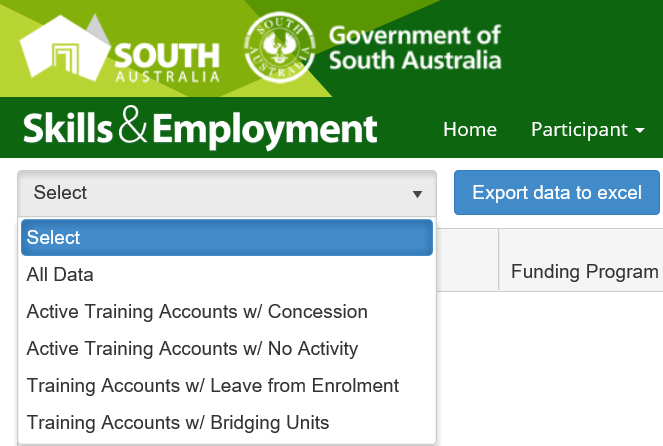 SOUTH
AUSTRALIA
SOUTH
AUSTRALIA
Government of
South Australia
Skills & Employment
Home
Participant
Select
Export data to excel
Select
All Data
Funding Program
Active Training Accounts w/ Concession
Active Training Accounts w/ No Activity
Training Accounts w/ Leave from Enrolment
Training Accounts w/ Bridging Units